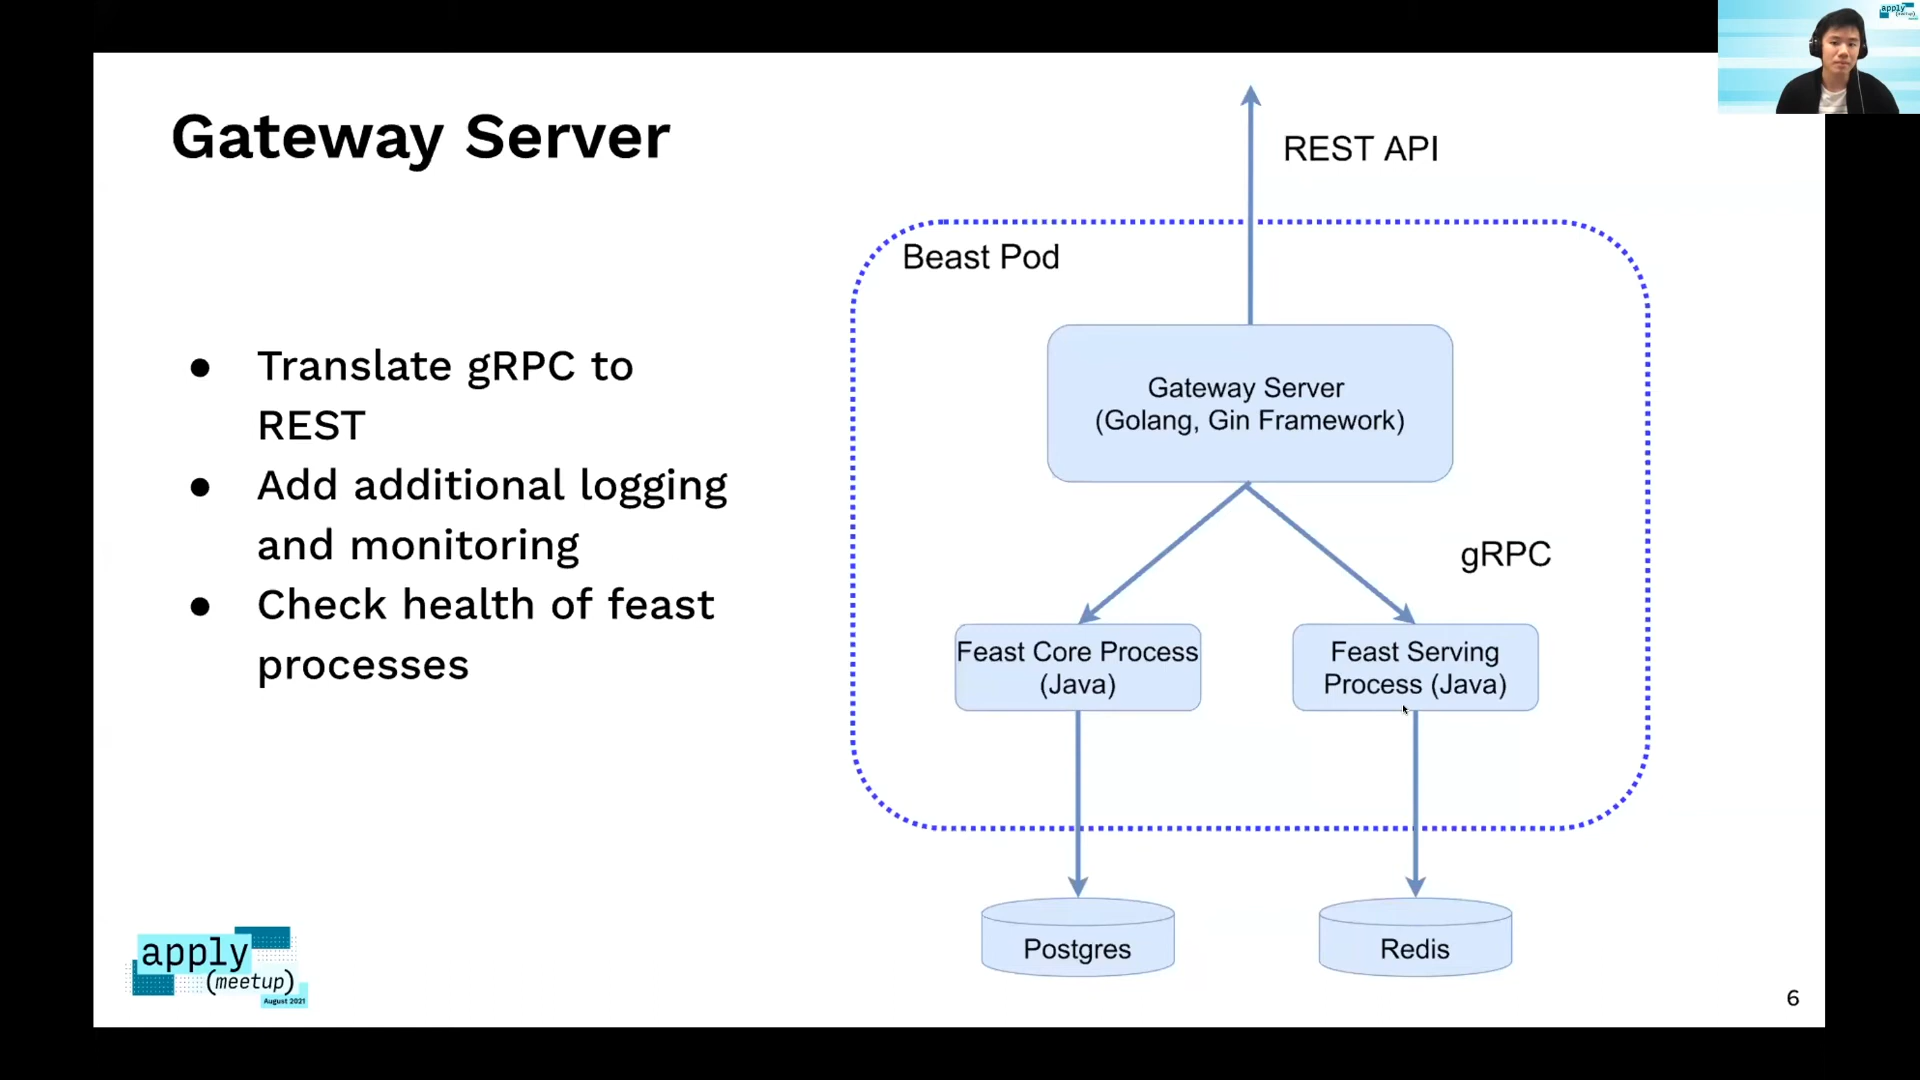 Gateway Server
Translate gRPC to
REST
Add additional logging
and monitoring
Check health of feast
processes
REST API
Beast Pod
Gateway Server
(Golang, Gin Framework)
gRPC
Feast Core Process
(Java)
Feast Serving
Process (Java)
Postgres
Redis
apply
(meetup)
August 2021
6
apply
(meetup)